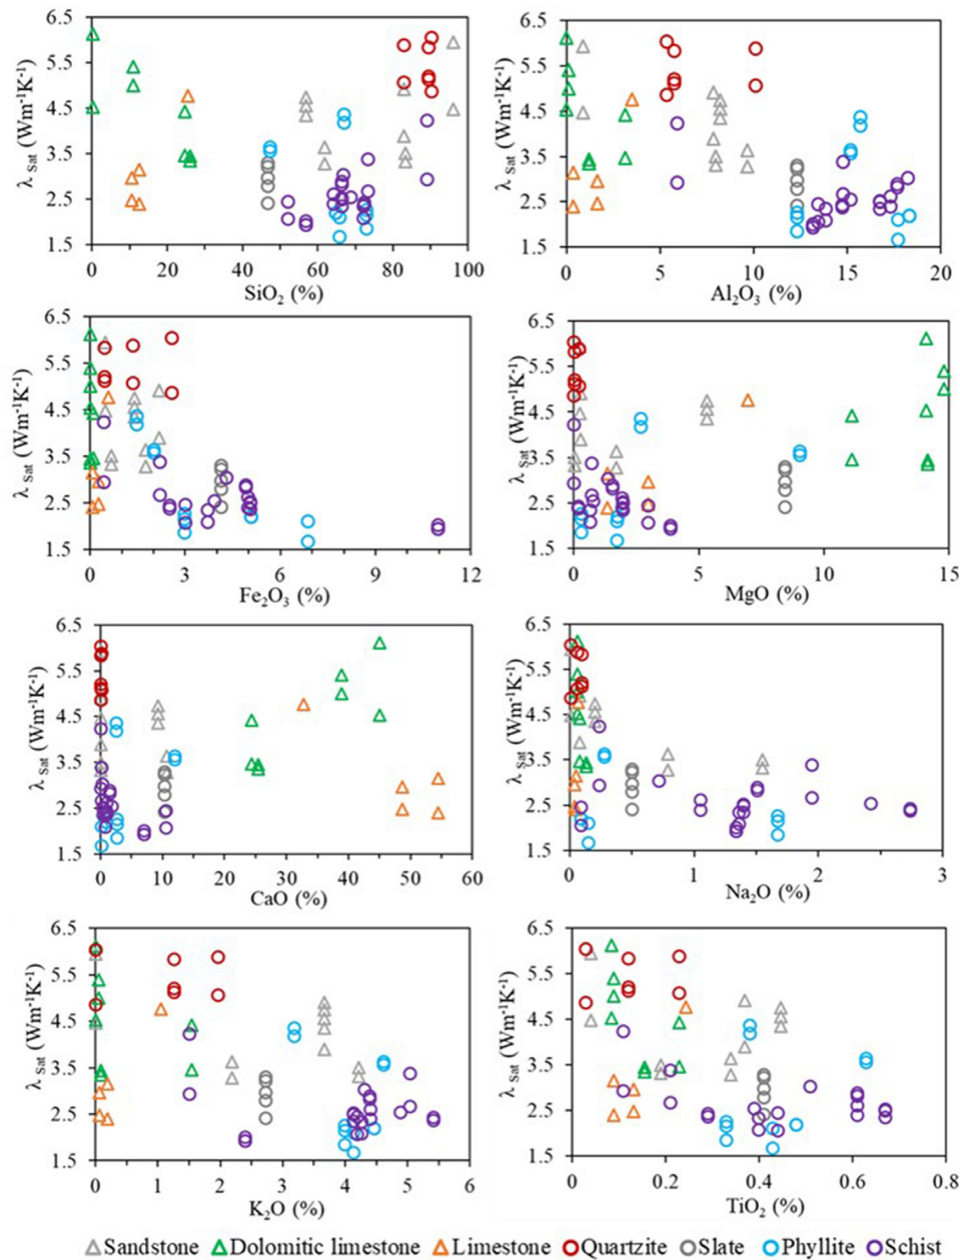 6.5
5.5
4.5
3.5
2.5
1.5
λ Sat (Wm⁻¹K⁻¹)
0 20 40 60 80 100
SiO₂ (%)
6.5
5.5
4.5
3.5
2.5
1.5
λ Sat (Wm⁻¹K⁻¹)
0 5 10 15 20
Al₂O₃ (%)
6.5
5.5
4.5
3.5
2.5
1.5
λ Sat (Wm⁻¹K⁻¹)
0 3 6 9 12
Fe₂O₃ (%)
6.5
5.5
4.5
3.5
2.5
1.5
λ Sat (Wm⁻¹K⁻¹)
0 5 10 15
MgO (%)
6.5
5.5
4.5
3.5
2.5
1.5
λ Sat (Wm⁻¹K⁻¹)
0 10 20 30 40 50 60
CaO (%)
6.5
5.5
4.5
3.5
2.5
1.5
λ Sat (Wm⁻¹K⁻¹)
0 1 2 3
Na₂O (%)
6.5
5.5
4.5
3.5
2.5
1.5
λ Sat (Wm⁻¹K⁻¹)
0 1 2 3 4 5 6
K₂O (%)
6.5
5.5
4.5
3.5
2.5
1.5
λ Sat (Wm⁻¹K⁻¹)
0 0.2 0.4 0.6 0.8
TiO₂ (%)
Sandstone Dolomitic limestone Limestone Quartzite Slate Phyllite Schist